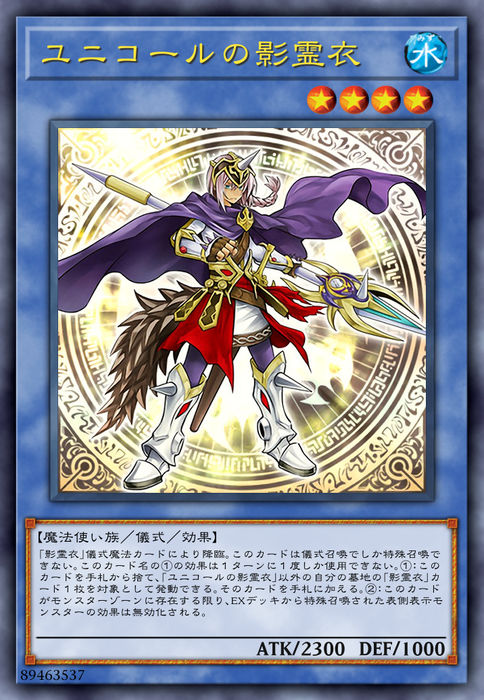 ユニコールの影霊衣
みず
水
【魔法使い族/儀式/効果】
「影霊衣」儀式魔法カードにより降臨。このカードは儀式召喚でしか特殊召喚で
きない。このカード名の①の効果は1ターンに1度しか使用できない。①:この
カードを手札から捨て、「ユニコールの影霊衣」以外の自分の墓地の「影霊衣」カ
ード1枚を対象として発動できる。そのカードを手札に加える。②:このカード
がモンスターゾーンに存在する限り、EXデッキから特殊召喚された表側表示モ
ンスターの効果は無効化される。
ATK/2300 DEF/1000
89463537